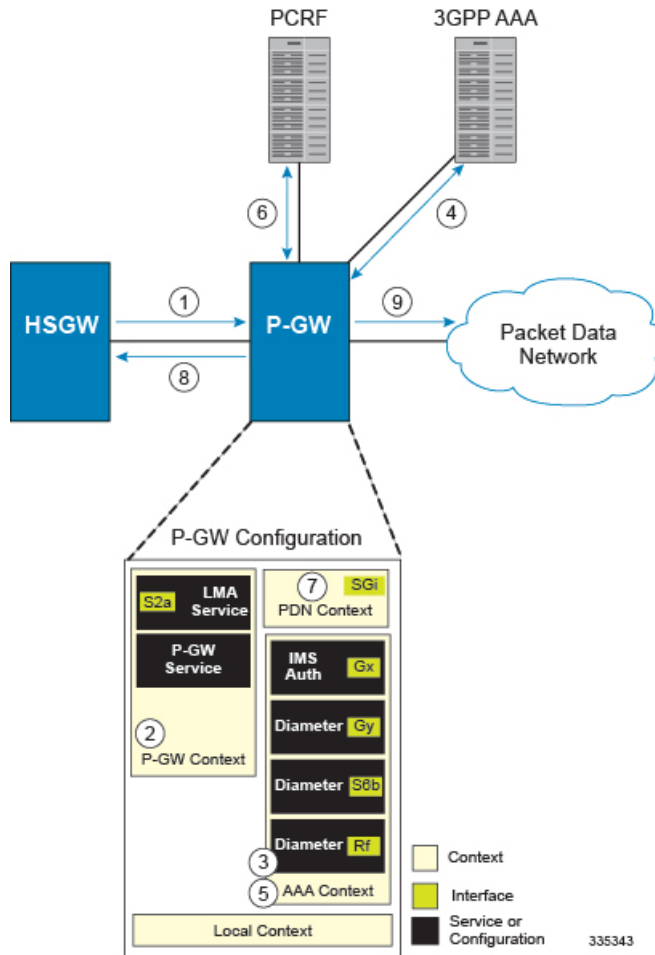 PCRF
3GPP AAA
6
4
HSGW
1
P-GW
9
Packet Data
Network
8
P-GW Configuration
S2a
LMA
Service
7
SGi
PDN Context
P-GW
Service
IMS
Auth
Gx
2
P-GW Context
Diameter
Gy
Diameter
S6b
Diameter
Rf
3
5
AAA Context
Local Context
Context
Interface
Service or
Configuration
335343